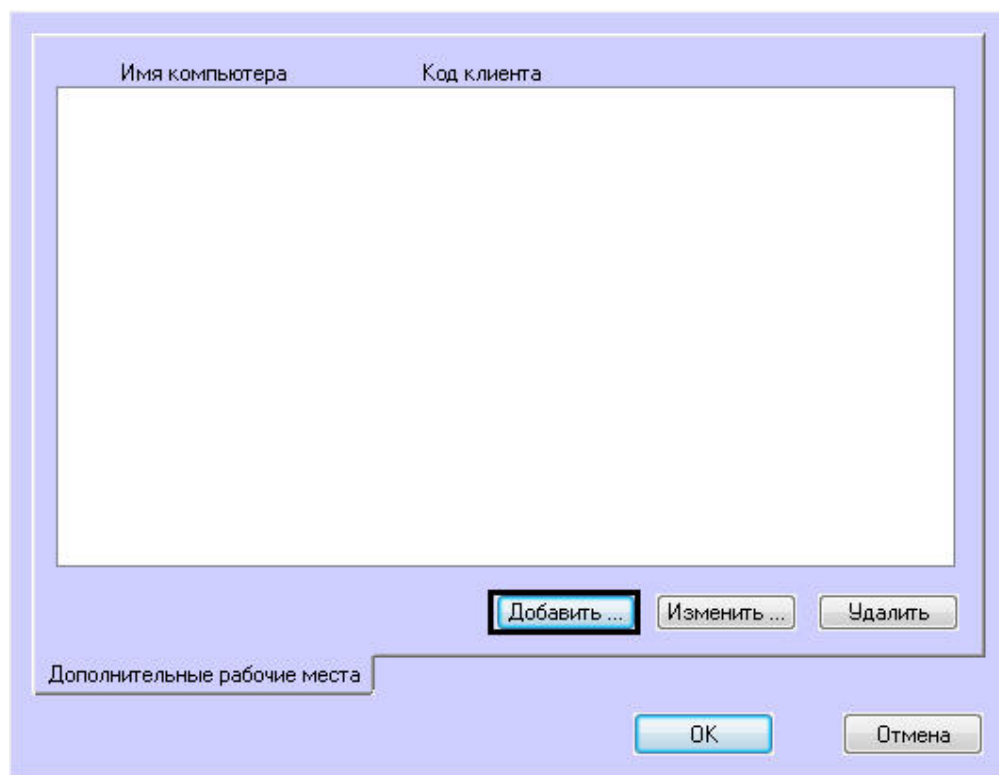 Имя компьютера Код клиента
Добавить ... Изменить ... Удалить
Дополнительные рабочие места
OK Отмена